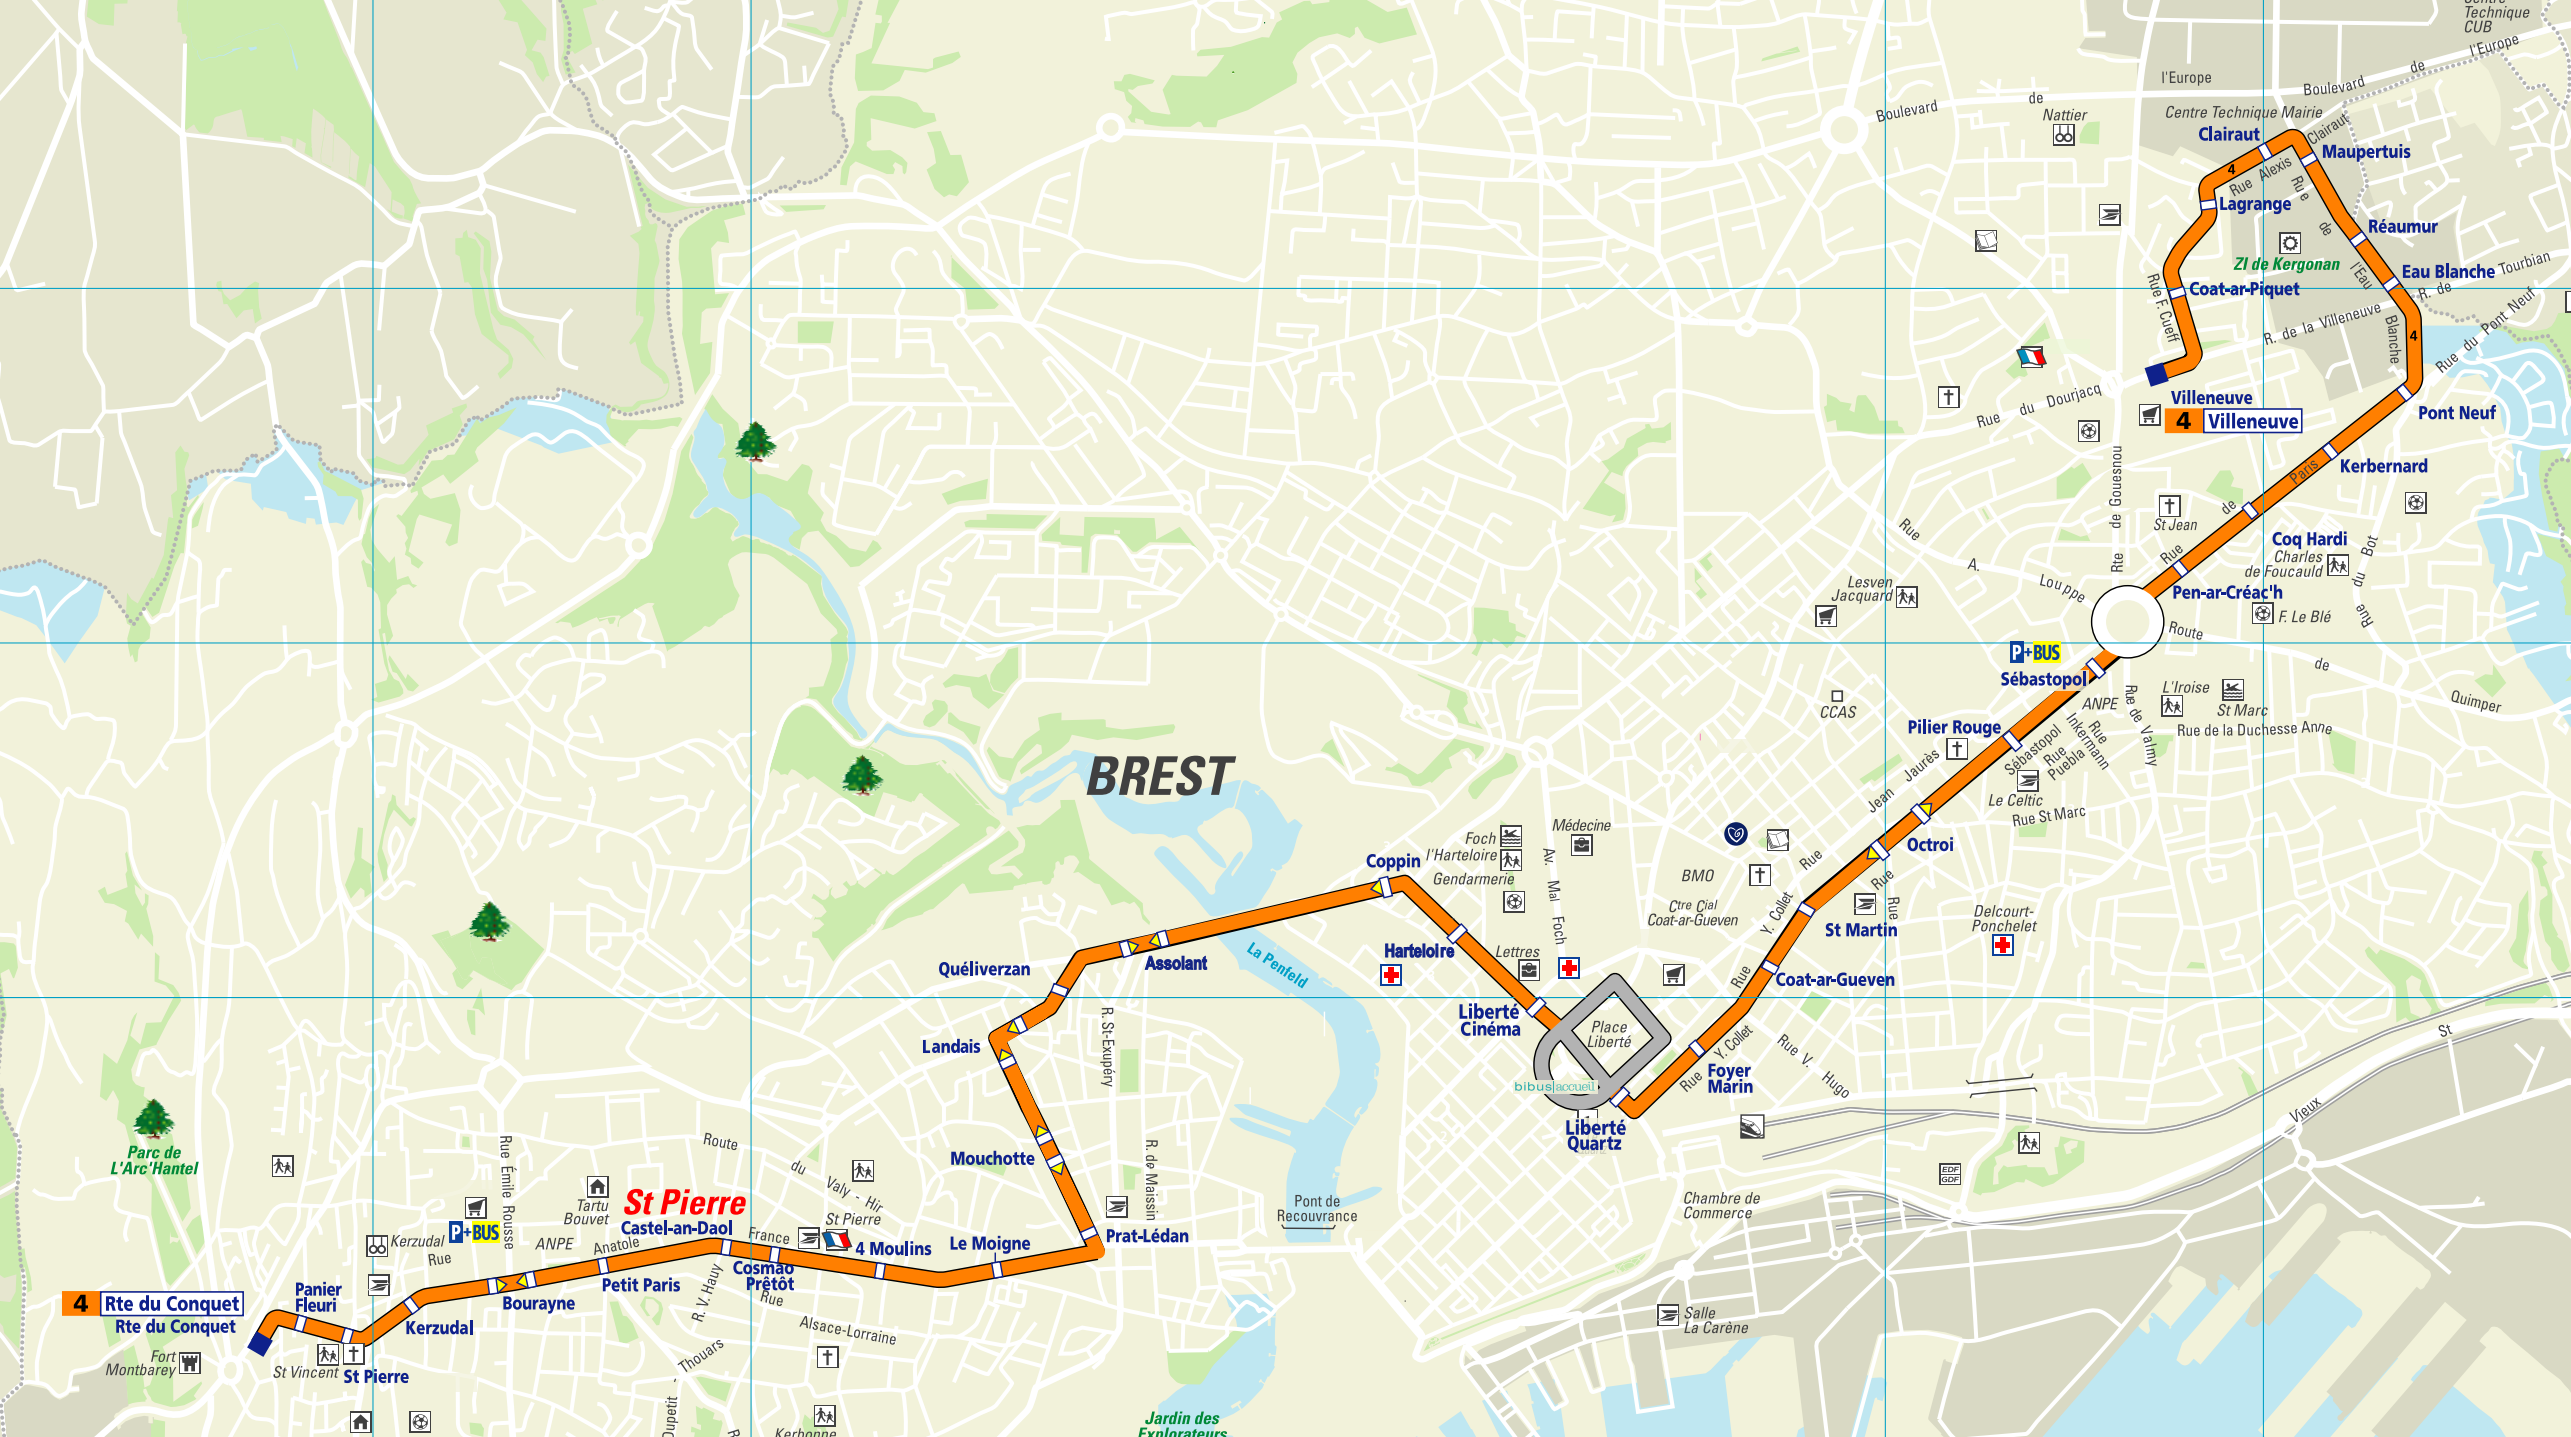 Centre
Technique
CUB
l'Europe
de
Boulevard
l'Europe
de
Boulevard
Nattier
Centre Technique Mairie
Clairaut
Clairaut
Maupertuis
4
Rue Alexis
Rue
de
l'Eau
Blanche
Lagrange
Réaumur
ZI de Kergonan
Eau Blanche
Tourbian
R. de
Coat-ar-Piquet
Rue F. Cueff
R. de la Villeneuve
4
Rue du Pont Neuf
Rue du Dourjacq
Villeneuve
4 Villeneuve
Pont Neuf
Rte de Gouesnou
Kerbernard
Rue de Paris
St Jean
Coq Hardi
Charles
de Foucauld
Rue du Bot
Rue A. Louppe
Lesven
Jacquard
Pen-ar-Créac'h
F. Le Blé
Route de Quimper
P+BUS
Sébastopol
ANPE
L'Iroise
St Marc
CCAS
Pilier Rouge
Rue de la Duchesse Anne
Rue de Valmy
Rue
Inkermann
Sébastopol
Rue
Puebla
Rue Jean Jaurès
Le Celtic
Rue St Marc
BREST
Octroi
Rue
Rue
Médecine
Foch
l'Harteloire
Gendarmerie
Coppin
Av. Mal Foch
BMO
Ctre Cial
Coat-ar-Gueven
Rue Y. Collet
St Martin
Delcourt-
Ponchelet
Harteloire
Lettres
La Penfeld
Assolant
Quéliverzan
Coat-ar-Gueven
Liberté
Cinéma
Place
Liberté
Landais
R. St-Exupéry
Rue Y. Collet
Rue V. Hugo
Foyer
Marin
bibus accueil
Liberté
Quartz
St
Vieux
Parc de
L'Arc'Hantel
Rue Émile Rousse
Route du Valy - Hir
Mouchotte
R. de Maissin
EDF
GDF
Tartu
Bouvet
St Pierre
St Pierre
Castel-an-Daol
Pont de
Recouvrance
Chambre de
Commerce
P+BUS
Kerzudal
Rue
ANPE
Anatole
France
4 Moulins
Le Moigne
Prat-Lédan
Cosmao
Prêtôt
Rue
Petit Paris
R. V. Hauy
Bourayne
Panier
Fleuri
4 Rte du Conquet
Rte du Conquet
Kerzudal
Salle
La Carène
Alsace-Lorraine
Fort
Montbarey
St Vincent
St Pierre
Dupetit - Thouars
R
Kerbonne
Jardin des
Explorateurs